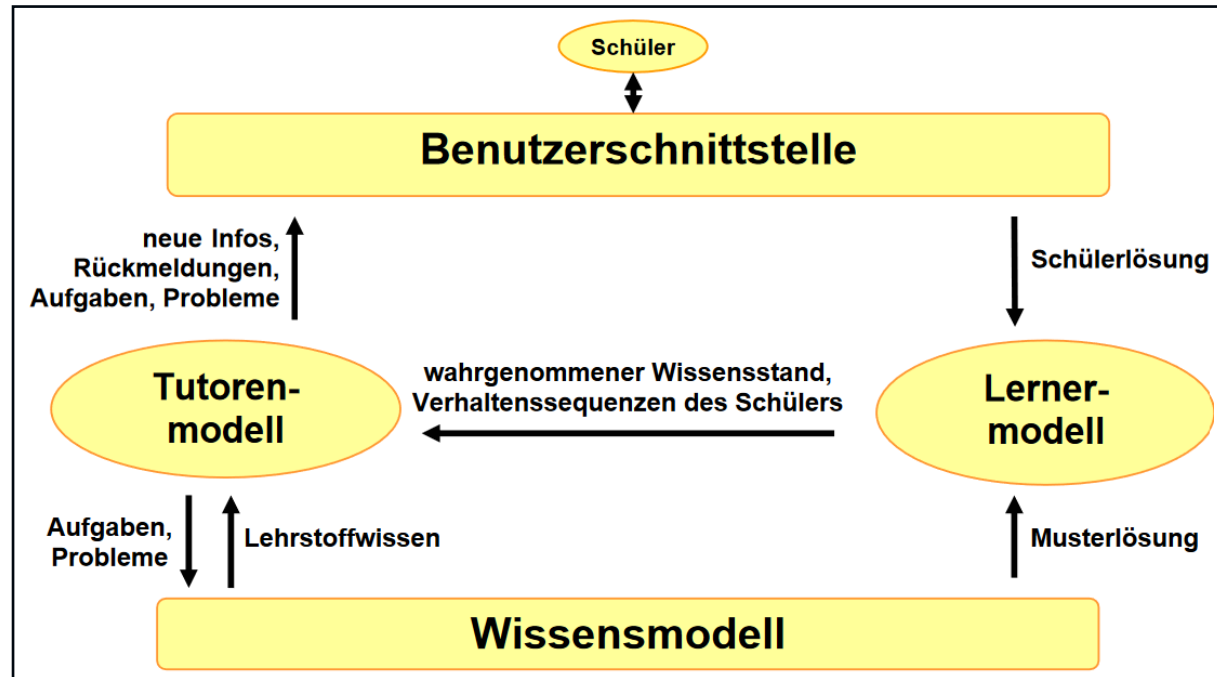 Schüler
Benutzerschnittstelle
neue Infos,
Rückmeldungen,
Aufgaben, Probleme
Schülerlösung
Tutoren-
modell
wahrgenommener Wissensstand,
Verhaltenssequenzen des Schülers
Lerner-
modell
Aufgaben,
Probleme
Lehrstoffwissen
Musterlösung
Wissensmodell